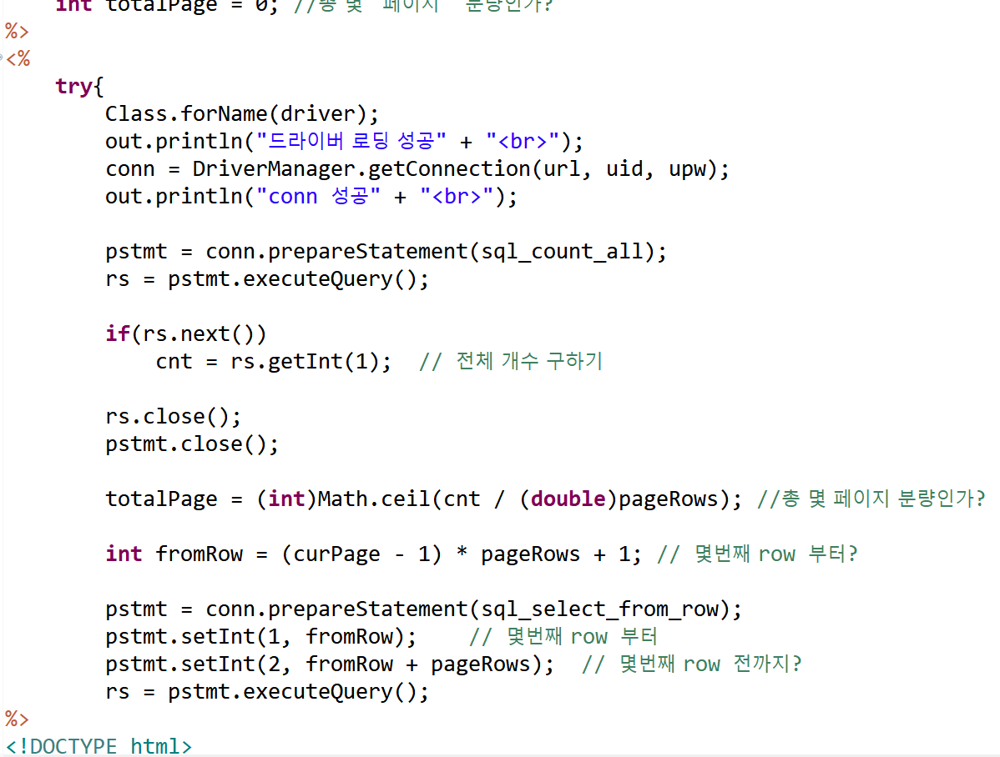 int totalPage = 0; //총 몇 페이지 분량인가?
%>
<%
try{
Class.forName(driver);
out.println("드라이버 로딩 성공" + "<br>");
conn = DriverManager.getConnection(url, uid, upw);
out.println("conn 성공" + "<br>");
pstmt = conn.prepareStatement(sql_count_all);
rs = pstmt.executeQuery();
if(rs.next())
cnt = rs.getInt(1);  // 전체 개수 구하기
rs.close();
pstmt.close();
totalPage = (int)Math.ceil(cnt / (double)pageRows); //총 몇 페이지 분량인가?
int fromRow = (curPage - 1) * pageRows + 1; // 몇번째 row 부터?
pstmt = conn.prepareStatement(sql_select_from_row);
pstmt.setInt(1, fromRow);    // 몇번째 row 부터
pstmt.setInt(2, fromRow + pageRows);  // 몇번째 row 전까지?
rs = pstmt.executeQuery();
%>
<!DOCTYPE html>